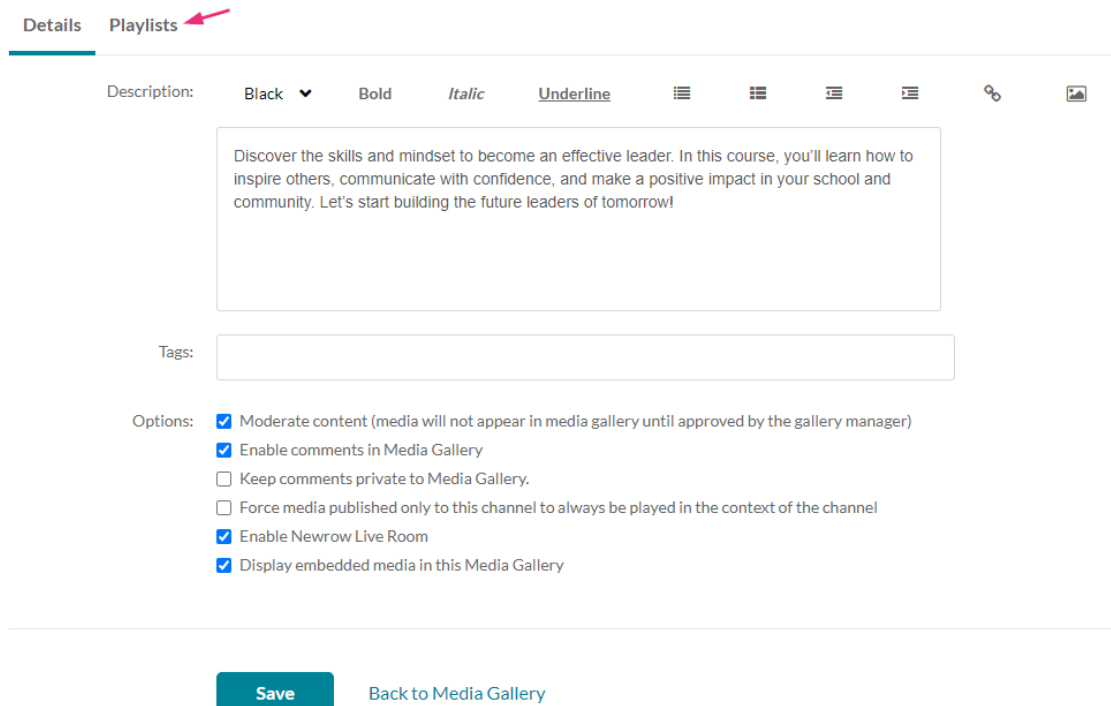 Details Playlists
Description: Black Bold Italic Underline
Discover the skills and mindset to become an effective leader. In this course, you’ll learn how to
inspire others, communicate with confidence, and make a positive impact in your school and
community. Let’s start building the future leaders of tomorrow!
Tags:
Options: Moderate content (media will not appear in media gallery until approved by the gallery manager)
Enable comments in Media Gallery
Keep comments private to Media Gallery.
Force media published only to this channel to always be played in the context of the channel
Enable Newrow Live Room
Display embedded media in this Media Gallery
Save Back to Media Gallery